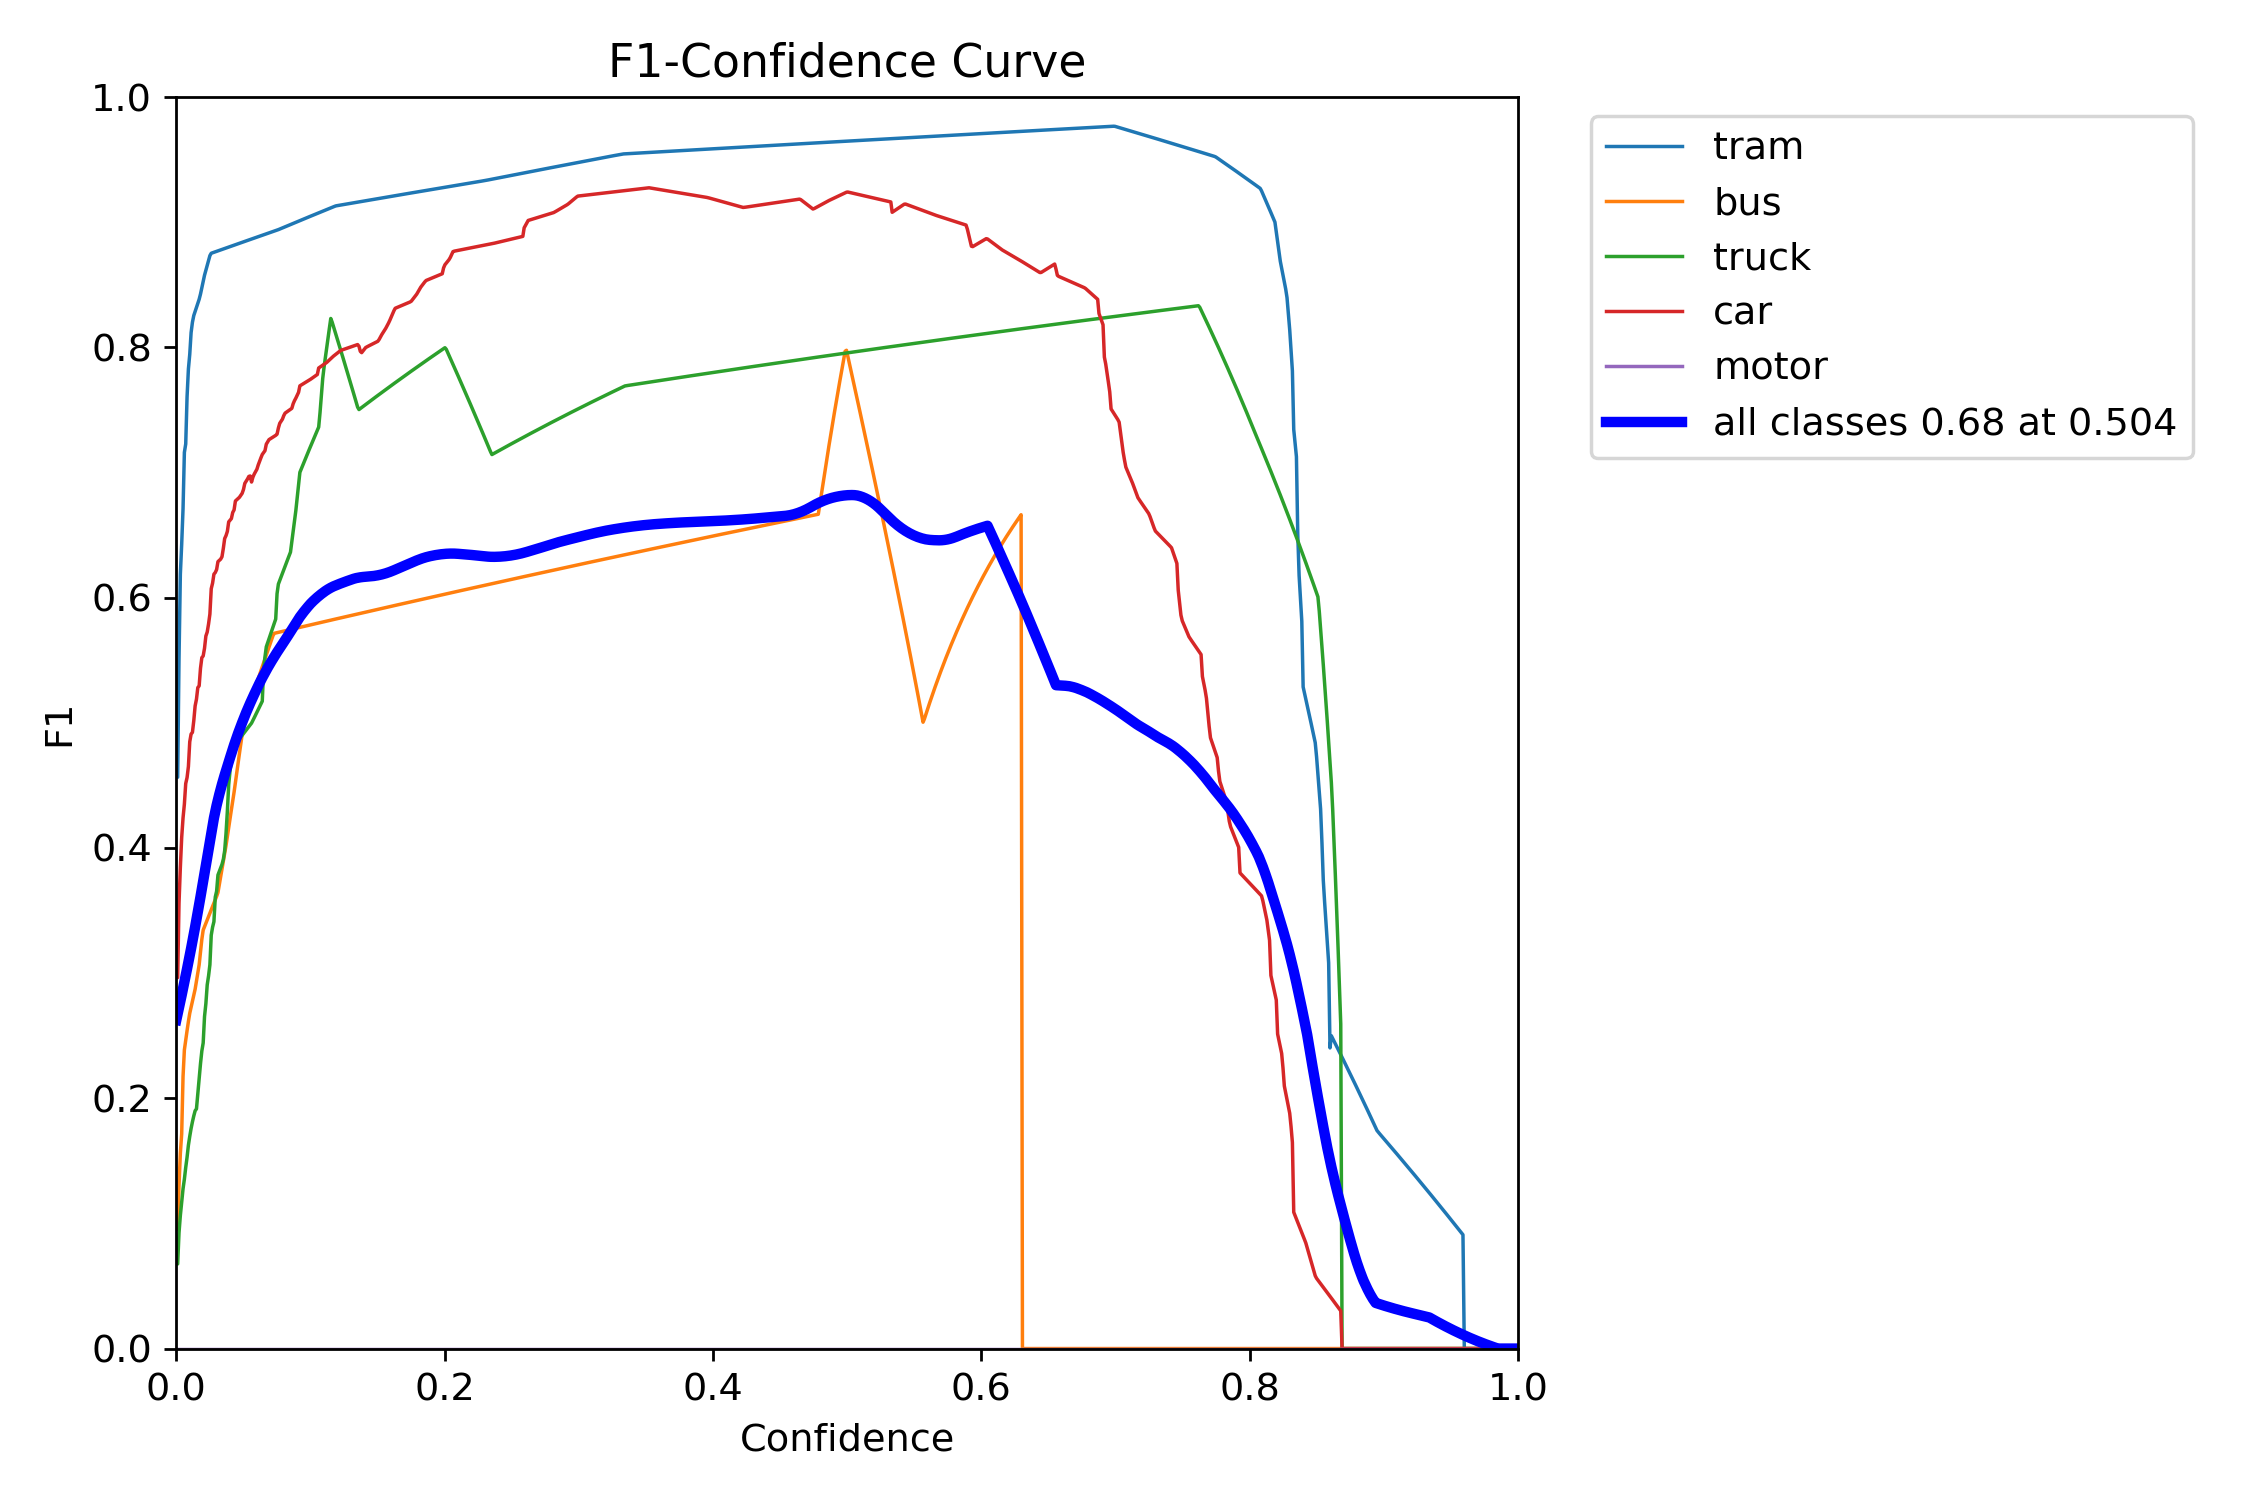 F1-Confidence Curve
1.0
0.8
0.6
0.4
0.2
0.0
F1
0.0 0.2 0.4 0.6 0.8 1.0
Confidence
tram
bus
truck
car
motor
all classes 0.68 at 0.504